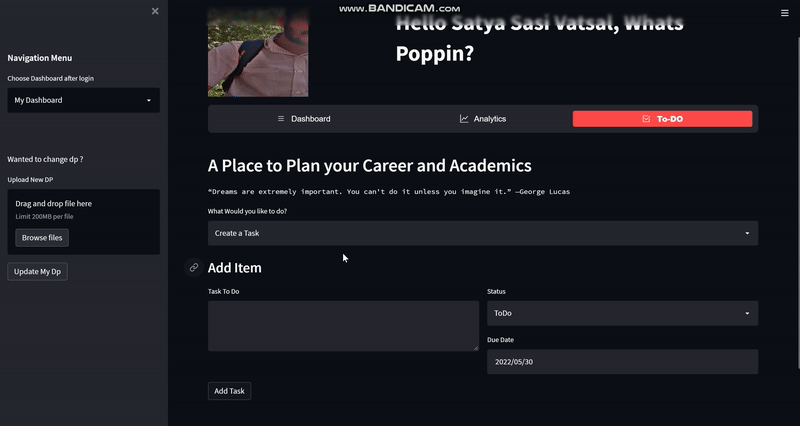 www.BANDICAM.com
Navigation Menu
Choose Dashboard after login
My Dashboard
Wanted to change dp ?
Upload New DP
Drag and drop file here
Limit 200MB per file
Browse files
Update My Dp
Hello Satya Sasi Vatsal, Whats
Poppin?
Dashboard
Analytics
To-DO
A Place to Plan your Career and Academics
“Dreams are extremely important. You can't do it unless you imagine it.” —George Lucas
What Would you like to do?
Create a Task
Add Item
Task To Do
Status
ToDo
Due Date
2022/05/30
Add Task